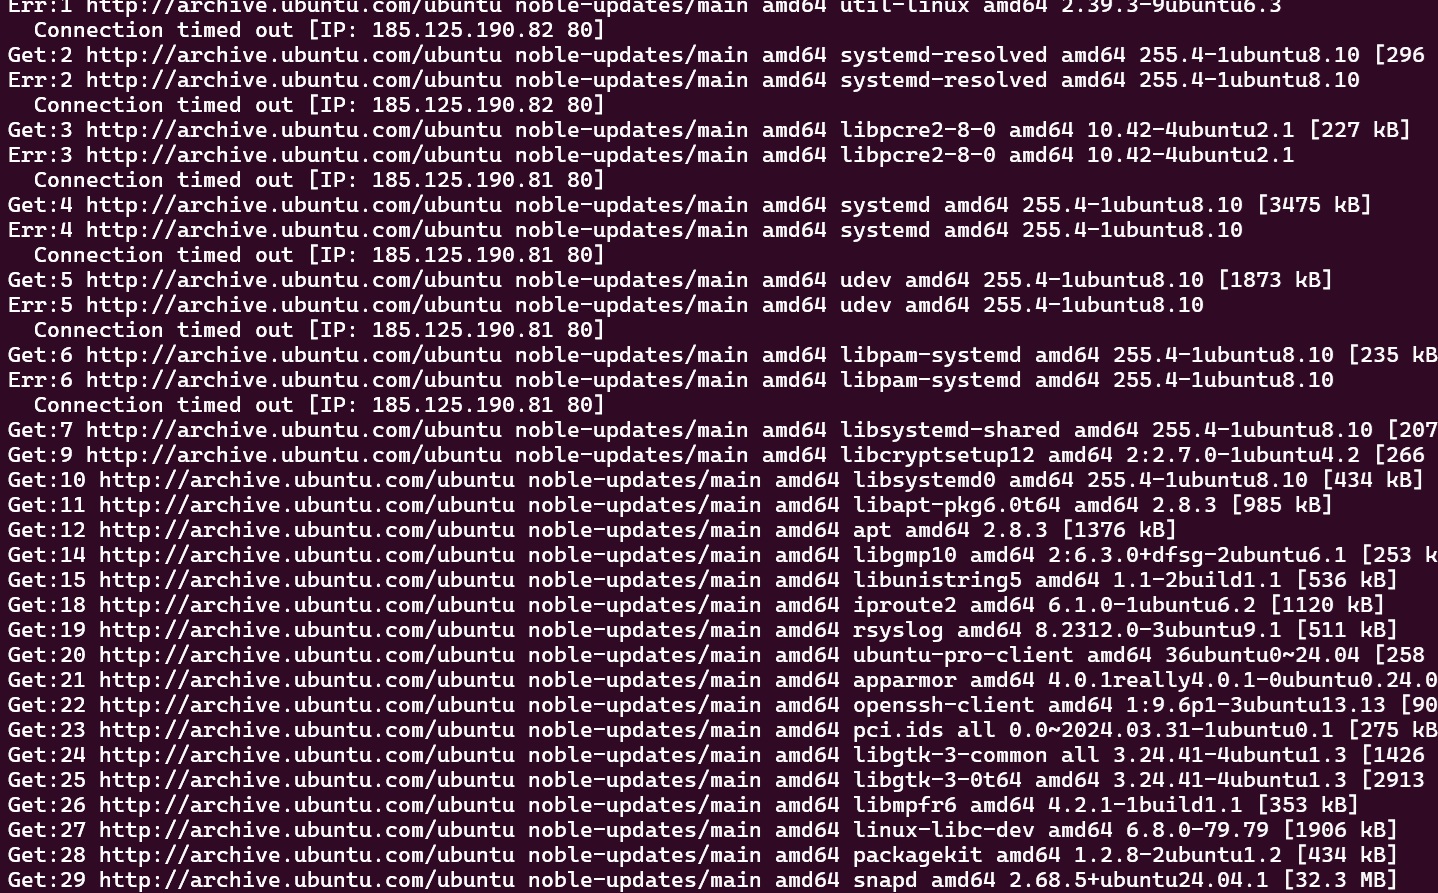 Err:1 http://archive.ubuntu.com/ubuntu noble-updates/main amd64 util-linux amd64 2.39.3-9ubuntu6.3
Connection timed out [IP: 185.125.190.82 80]
Get:2 http://archive.ubuntu.com/ubuntu noble-updates/main amd64 systemd-resolved amd64 255.4-1ubuntu8.10 [296
Err:2 http://archive.ubuntu.com/ubuntu noble-updates/main amd64 systemd-resolved amd64 255.4-1ubuntu8.10
Connection timed out [IP: 185.125.190.82 80]
Get:3 http://archive.ubuntu.com/ubuntu noble-updates/main amd64 libpcre2-8-0 amd64 10.42-4ubuntu2.1 [227 kB]
Err:3 http://archive.ubuntu.com/ubuntu noble-updates/main amd64 libpcre2-8-0 amd64 10.42-4ubuntu2.1
Connection timed out [IP: 185.125.190.81 80]
Get:4 http://archive.ubuntu.com/ubuntu noble-updates/main amd64 systemd amd64 255.4-1ubuntu8.10 [3475 kB]
Err:4 http://archive.ubuntu.com/ubuntu noble-updates/main amd64 systemd amd64 255.4-1ubuntu8.10
Connection timed out [IP: 185.125.190.81 80]
Get:5 http://archive.ubuntu.com/ubuntu noble-updates/main amd64 udev amd64 255.4-1ubuntu8.10 [1873 kB]
Err:5 http://archive.ubuntu.com/ubuntu noble-updates/main amd64 udev amd64 255.4-1ubuntu8.10
Connection timed out [IP: 185.125.190.81 80]
Get:6 http://archive.ubuntu.com/ubuntu noble-updates/main amd64 libpam-systemd amd64 255.4-1ubuntu8.10 [235 kB
Err:6 http://archive.ubuntu.com/ubuntu noble-updates/main amd64 libpam-systemd amd64 255.4-1ubuntu8.10
Connection timed out [IP: 185.125.190.81 80]
Get:7 http://archive.ubuntu.com/ubuntu noble-updates/main amd64 libsystemd-shared amd64 255.4-1ubuntu8.10 [207
Get:9 http://archive.ubuntu.com/ubuntu noble-updates/main amd64 libcryptsetup12 amd64 2:2.7.0-1ubuntu4.2 [266
Get:10 http://archive.ubuntu.com/ubuntu noble-updates/main amd64 libsystemd0 amd64 255.4-1ubuntu8.10 [434 kB]
Get:11 http://archive.ubuntu.com/ubuntu noble-updates/main amd64 libapt-pkg6.0t64 amd64 2.8.3 [985 kB]
Get:12 http://archive.ubuntu.com/ubuntu noble-updates/main amd64 apt amd64 2.8.3 [1376 kB]
Get:14 http://archive.ubuntu.com/ubuntu noble-updates/main amd64 libgmp10 amd64 2:6.3.0+dfsg-2ubuntu6.1 [253 k
Get:15 http://archive.ubuntu.com/ubuntu noble-updates/main amd64 libunistring5 amd64 1.1-2build1.1 [536 kB]
Get:18 http://archive.ubuntu.com/ubuntu noble-updates/main amd64 iproute2 amd64 6.1.0-1ubuntu6.2 [1120 kB]
Get:19 http://archive.ubuntu.com/ubuntu noble-updates/main amd64 rsyslog amd64 8.2312.0-3ubuntu9.1 [511 kB]
Get:20 http://archive.ubuntu.com/ubuntu noble-updates/main amd64 ubuntu-pro-client amd64 36ubuntu0~24.04 [258
Get:21 http://archive.ubuntu.com/ubuntu noble-updates/main amd64 apparmor amd64 4.0.1really4.0.1-0ubuntu0.24.0
Get:22 http://archive.ubuntu.com/ubuntu noble-updates/main amd64 openssh-client amd64 1:9.6p1-3ubuntu13.13 [90
Get:23 http://archive.ubuntu.com/ubuntu noble-updates/main amd64 pci.ids all 0.0~2024.03.31-1ubuntu0.1 [275 kB
Get:24 http://archive.ubuntu.com/ubuntu noble-updates/main amd64 libgtk-3-common all 3.24.41-4ubuntu1.3 [1426
Get:25 http://archive.ubuntu.com/ubuntu noble-updates/main amd64 libgtk-3-0t64 amd64 3.24.41-4ubuntu1.3 [2913
Get:26 http://archive.ubuntu.com/ubuntu noble-updates/main amd64 libmpfr6 amd64 4.2.1-1build1.1 [353 kB]
Get:27 http://archive.ubuntu.com/ubuntu noble-updates/main amd64 linux-libc-dev amd64 6.8.0-79.79 [1906 kB]
Get:28 http://archive.ubuntu.com/ubuntu noble-updates/main amd64 packagekit amd64 1.2.8-2ubuntu1.2 [434 kB]
Get:29 http://archive.ubuntu.com/ubuntu noble-updates/main amd64 snapd amd64 2.68.5+ubuntu24.04.1 [32.3 MB]